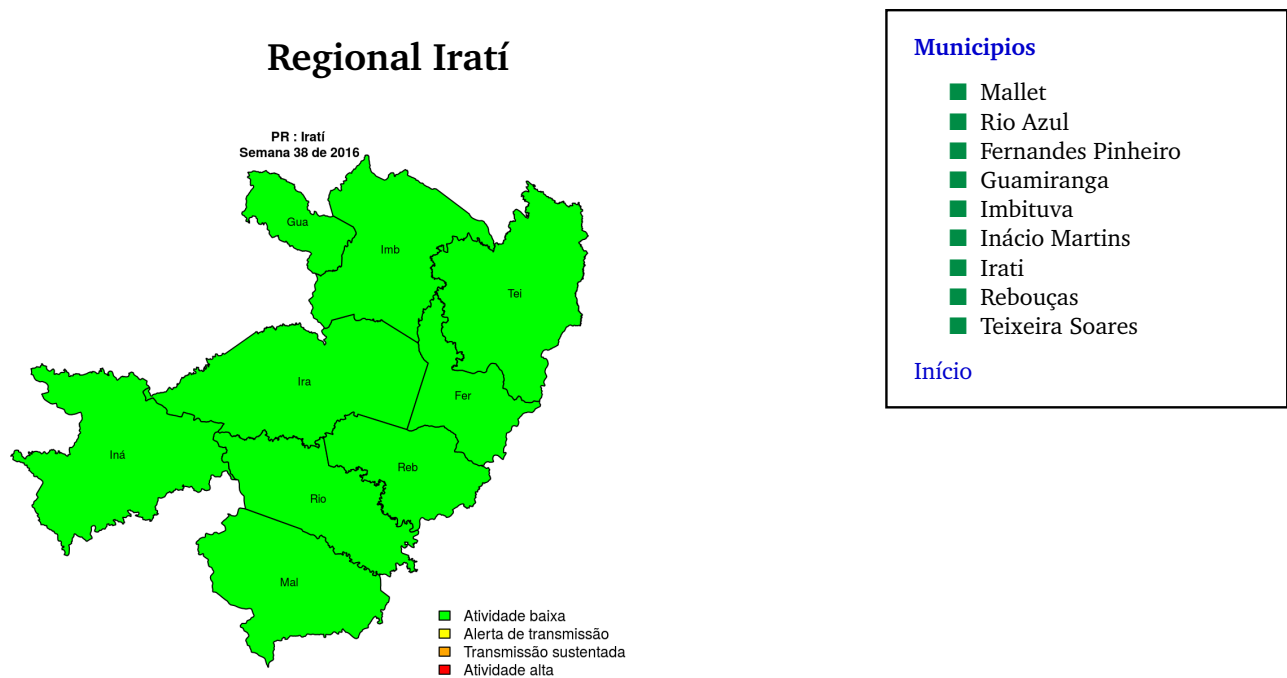 Regional Iratí
PR : Iratí
Semana 38 de 2016
Gua
Imb
Tei
Ira
Fer
Iná
Reb
Rio
Mal
Atividade baixa
Alerta de transmissão
Transmissão sustentada
Atividade alta
Municipios
Mallet
Rio Azul
Fernandes Pinheiro
Guamiranga
Imbituva
Inácio Martins
Irati
Rebouças
Teixeira Soares
Início